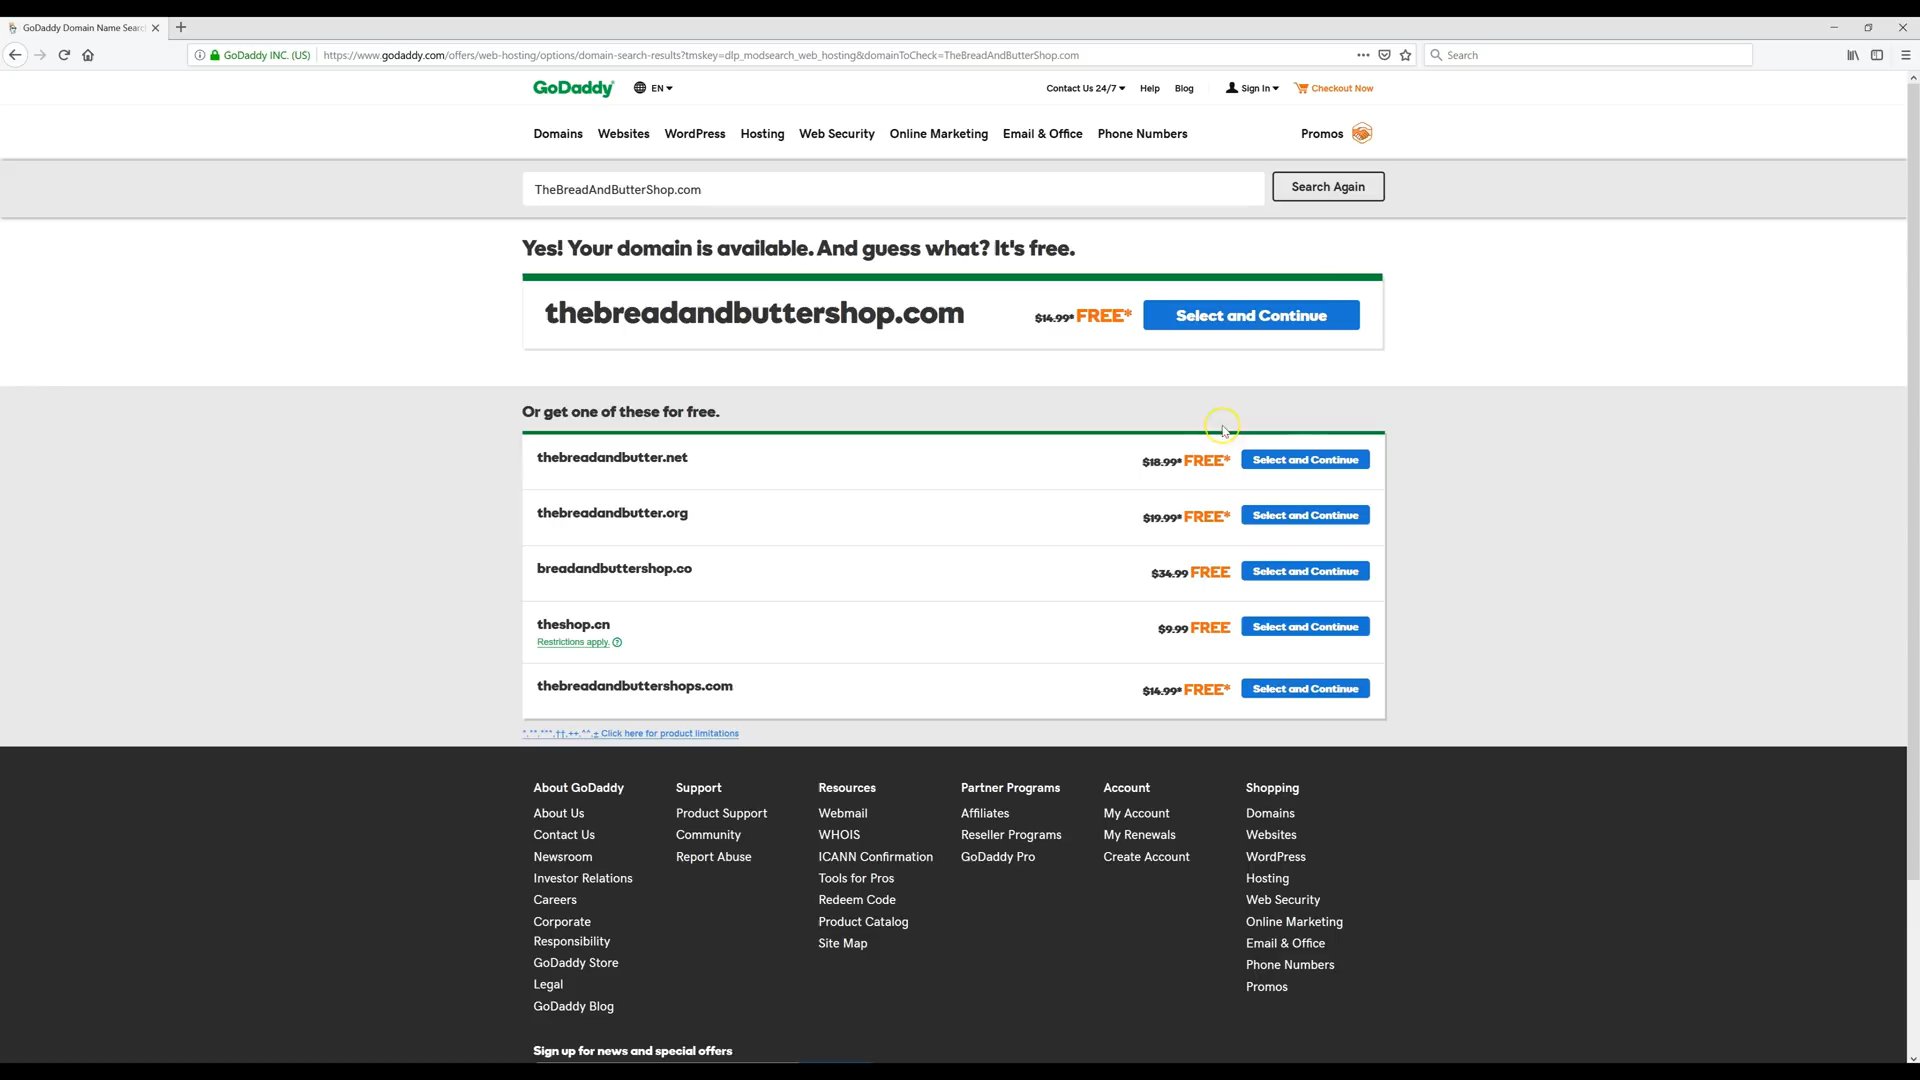 GoDaddy Domain Name Searc
GoDaddy INC. (US)
https://www.godaddy.com/offers/web-hosting/options/domain-search-results?tmskey=dlp_modsearch_web_hosting&domainToCheck=TheBreadAndButterShop.com
Search
GoDaddy
EN
Contact Us 24/7
Help
Blog
Sign In
Checkout Now
Domains
Websites
WordPress
Hosting
Web Security
Online Marketing
Email & Office
Phone Numbers
Promos
TheBreadAndButterShop.com
Search Again
Yes! Your domain is available. And guess what? It's free.
thebreadandbuttershop.com
$14.99* FREE*
Select and Continue
Or get one of these for free.
thebreadandbutter.net
$18.99* FREE*
Select and Continue
thebreadandbutter.org
$19.99* FREE*
Select and Continue
breadandbuttershop.co
$34.99 FREE
Select and Continue
theshop.cn
Restrictions apply.
$9.99 FREE
Select and Continue
thebreadandbuttershops.com
$14.99* FREE*
Select and Continue
*,**,***,††,++,^^,± Click here for product limitations
About GoDaddy
About Us
Contact Us
Newsroom
Investor Relations
Careers
Corporate
Responsibility
GoDaddy Store
Legal
GoDaddy Blog
Support
Product Support
Community
Report Abuse
Resources
Webmail
WHOIS
ICANN Confirmation
Tools for Pros
Redeem Code
Product Catalog
Site Map
Partner Programs
Affiliates
Reseller Programs
GoDaddy Pro
Account
My Account
My Renewals
Create Account
Shopping
Domains
Websites
WordPress
Hosting
Web Security
Online Marketing
Email & Office
Phone Numbers
Promos
Sign up for news and special offers